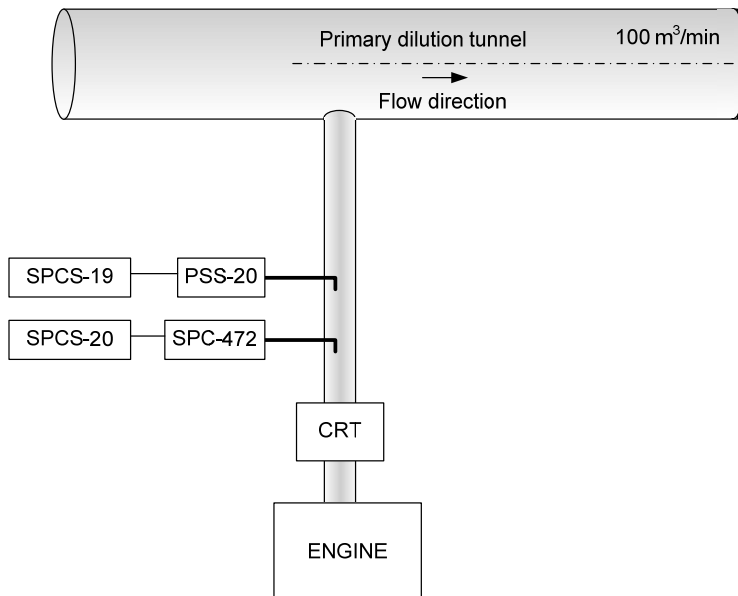 Primary dilution tunnel
100 m³/min
Flow direction
SPCS-19
PSS-20
SPCS-20
SPC-472
CRT
ENGINE